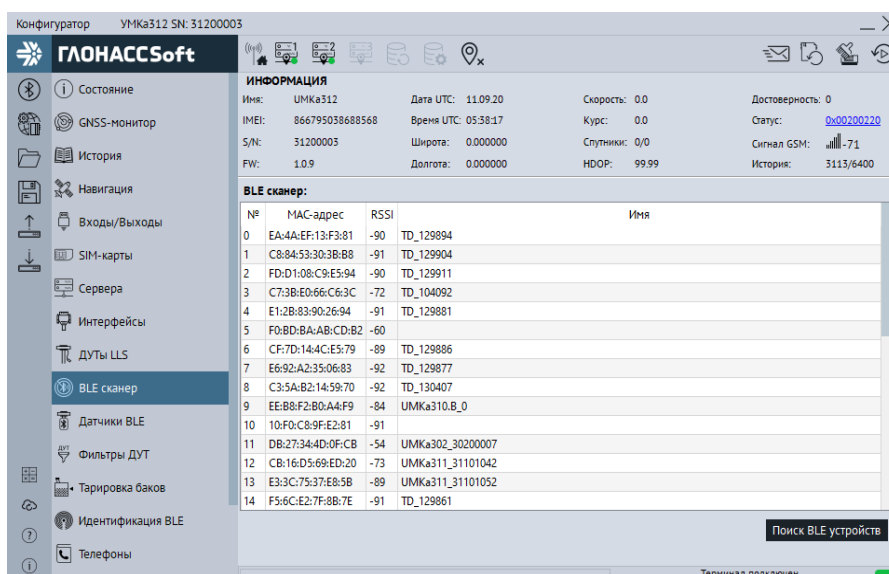 Конфигуратор УМКа312 SN: 31200003
ГЛОНАССSoft
Состояние
GNSS-монитор
История
Навигация
Входы/Выходы
SIM-карты
Сервера
Интерфейсы
ДУТы LLS
BLE сканер
Датчики BLE
Фильтры ДУТ
Тарировка баков
Идентификация BLE
Телефоны
ИНФОРМАЦИЯ
Имя: UMKa312 Дата UTC: 11.09.20 Скорость: 0.0 Достоверность: 0
IMEI: 866795038688568 Время UTC: 05:38:17 Курс: 0.0 Статус: 0x00200220
S/N: 31200003 Широта: 0.000000 Спутники: 0/0 Сигнал GSM: -71
FW: 1.0.9 Долгота: 0.000000 HDOP: 99.99 История: 3113/6400
BLE сканер:
№ MAC-адрес RSSI Имя
0 EA:4A:EF:13:F3:81 -90 TD_129894
1 C8:84:53:30:3B:B8 -91 TD_129904
2 FD:D1:08:C9:E5:94 -90 TD_129911
3 C7:3B:E0:66:C6:3C -72 TD_104092
4 E1:2B:83:90:26:94 -91 TD_129881
5 F0:BD:BA:AB:CD:B2 -60
6 CF:7D:14:4C:E5:79 -89 TD_129886
7 E6:92:A2:35:06:83 -92 TD_129877
8 C3:5A:B2:14:59:70 -92 TD_130407
9 EE:B8:F2:B0:A4:F9 -84 UMKa310.B_0
10 10:F0:C8:9F:E2:81 -91
11 DB:27:34:4D:0F:CB -54 UMKa302_30200007
12 CB:16:D5:69:ED:20 -73 UMKa311_31101042
13 E3:3C:75:37:E8:5B -89 UMKa311_31101052
14 F5:6C:E2:7F:8B:7E -91 TD_129861
Поиск BLE устройств
Терминал подключен